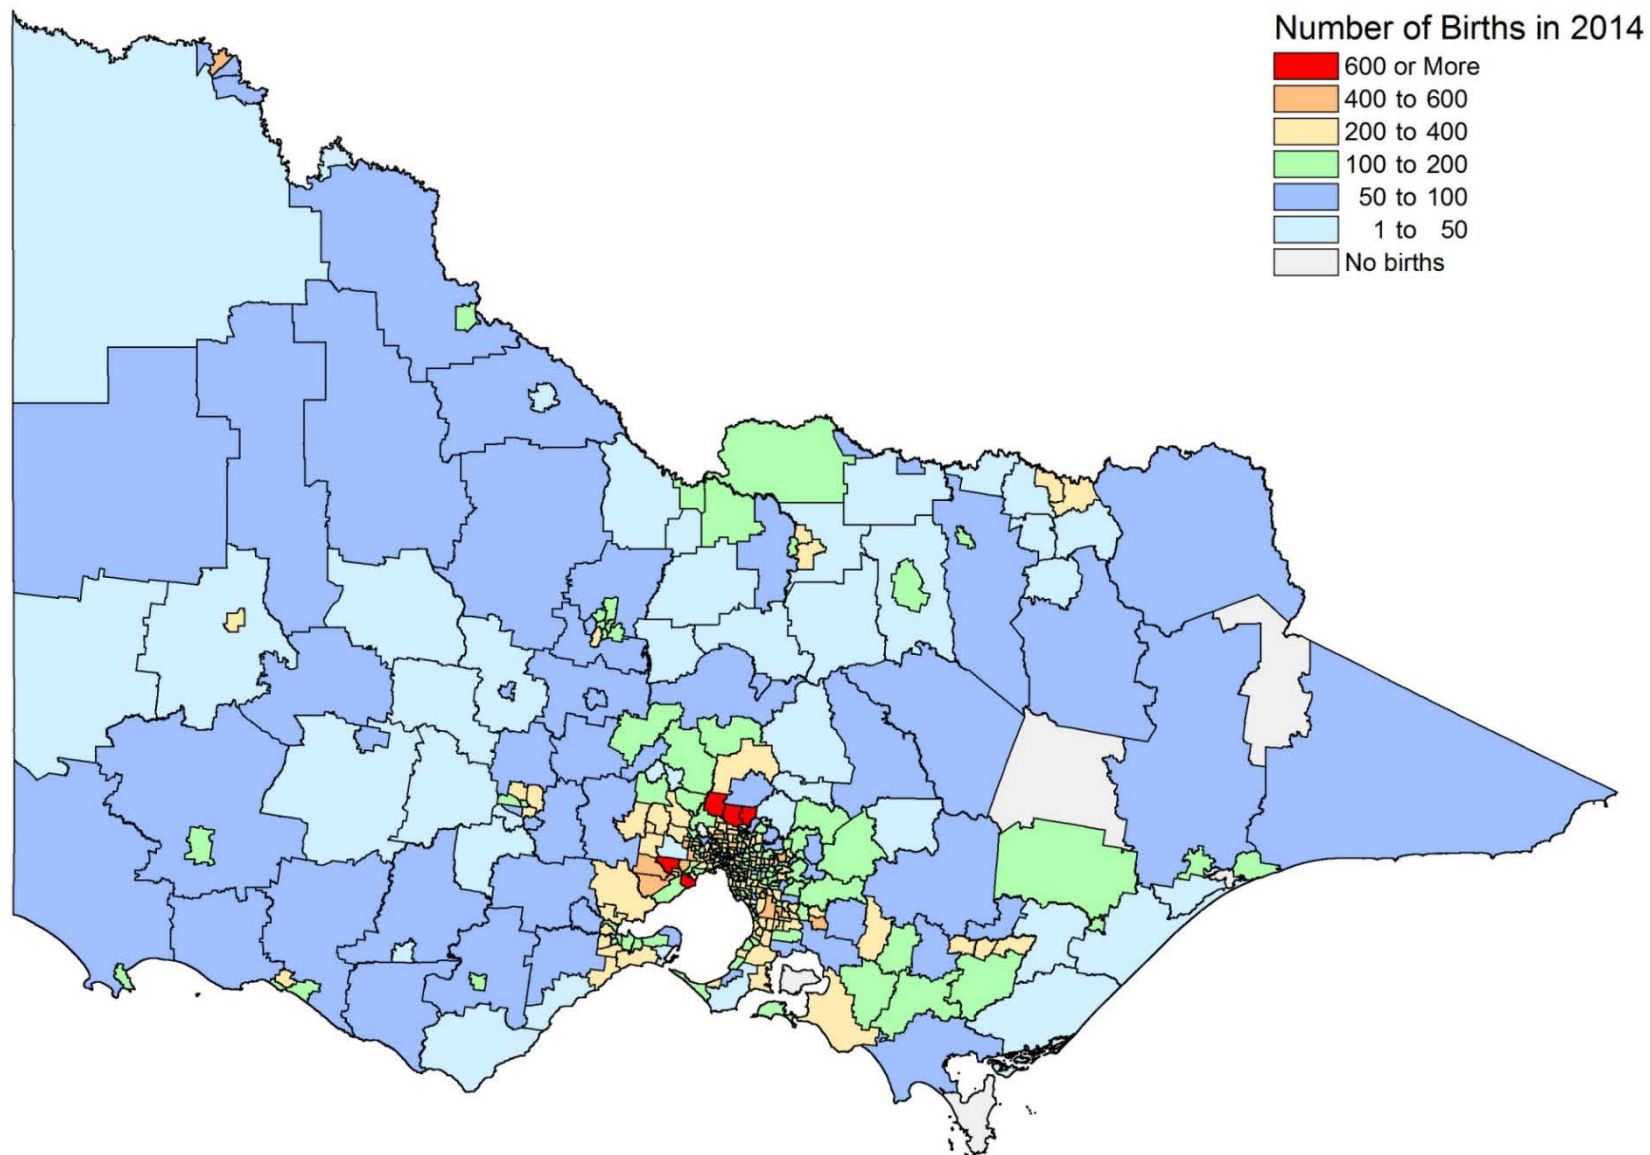 Number of Births in 2014
600 or More
400 to 600
200 to 400
100 to 200
50 to 100
1 to 50
No births